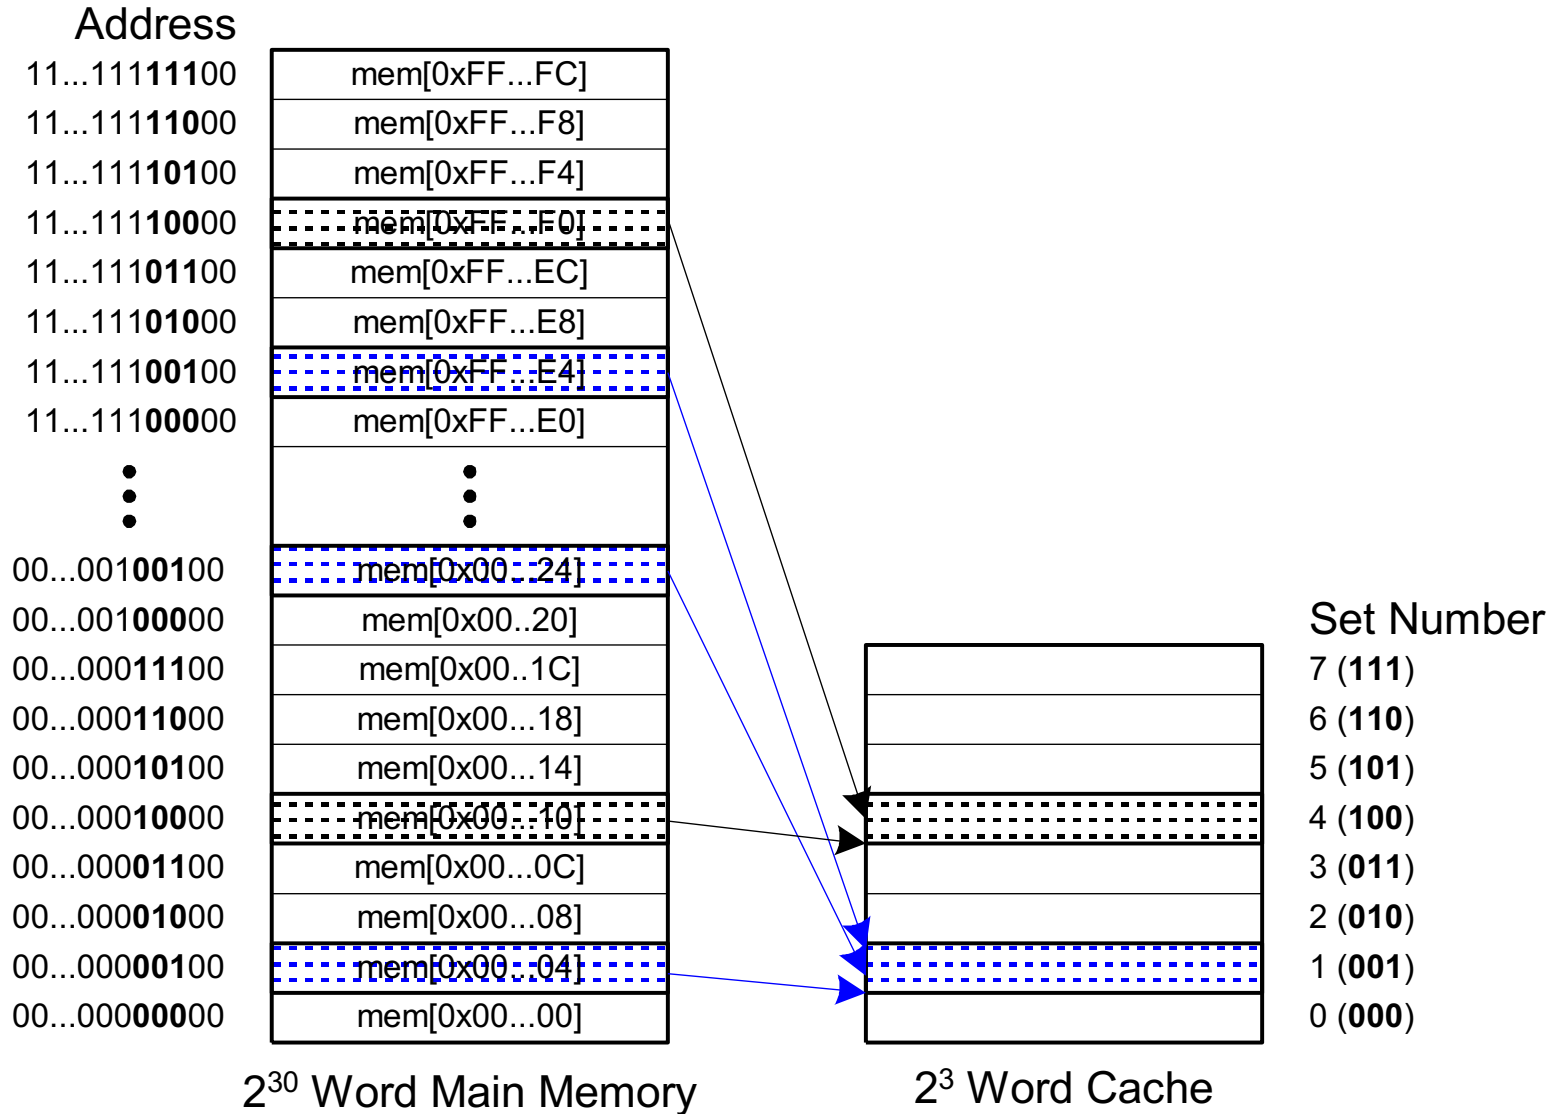 Address
11...11111100 mem[0xFF...FC]
11...11111000 mem[0xFF...F8]
11...11110100 mem[0xFF...F4]
11...11110000 mem[0xFF...F0]
11...11101100 mem[0xFF...EC]
11...11101000 mem[0xFF...E8]
11...11100100 mem[0xFF...E4]
11...11100000 mem[0xFF...E0]
00...00100100 mem[0x00...24]
00...00100000 mem[0x00..20]
Set Number
00...00011100 mem[0x00..1C] 7 (111)
00...00011000 mem[0x00...18] 6 (110)
00...00010100 mem[0x00...14] 5 (101)
00...00010000 mem[0x00...10] 4 (100)
00...00001100 mem[0x00...0C] 3 (011)
00...00001000 mem[0x00...08] 2 (010)
00...00000100 mem[0x00...04] 1 (001)
00...00000000 mem[0x00...00] 0 (000)
2³⁰ Word Main Memory 2³ Word Cache